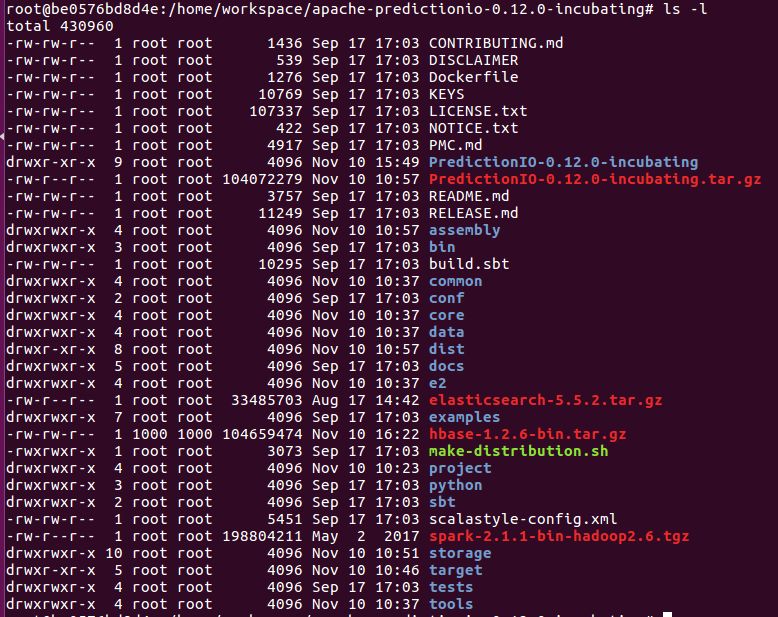 root@be0576bd8d4e:/home/workspace/apache-predictionio-0.12.0-incubating# ls -l
total 430960
-rw-rw-r--  1 root root      1436 Sep 17 17:03 CONTRIBUTING.md
-rw-rw-r--  1 root root       539 Sep 17 17:03 DISCLAIMER
-rw-rw-r--  1 root root      1276 Sep 17 17:03 Dockerfile
-rw-rw-r--  1 root root     10769 Sep 17 17:03 KEYS
-rw-rw-r--  1 root root    107337 Sep 17 17:03 LICENSE.txt
-rw-rw-r--  1 root root       422 Sep 17 17:03 NOTICE.txt
-rw-rw-r--  1 root root      4917 Sep 17 17:03 PMC.md
drwxr-xr-x  9 root root      4096 Nov 10 15:49 PredictionIO-0.12.0-incubating
-rw-r--r--  1 root root 104072279 Nov 10 10:57 PredictionIO-0.12.0-incubating.tar.gz
-rw-rw-r--  1 root root      3757 Sep 17 17:03 README.md
-rw-rw-r--  1 root root     11249 Sep 17 17:03 RELEASE.md
drwxrwxr-x  4 root root      4096 Nov 10 10:57 assembly
drwxrwxr-x  3 root root      4096 Sep 17 17:03 bin
-rw-rw-r--  1 root root     10295 Sep 17 17:03 build.sbt
drwxrwxr-x  4 root root      4096 Nov 10 10:37 common
drwxrwxr-x  2 root root      4096 Sep 17 17:03 conf
drwxrwxr-x  4 root root      4096 Nov 10 10:37 core
drwxrwxr-x  4 root root      4096 Nov 10 10:37 data
drwxr-xr-x  8 root root      4096 Nov 10 10:57 dist
drwxrwxr-x  5 root root      4096 Sep 17 17:03 docs
drwxrwxr-x  4 root root      4096 Nov 10 10:37 e2
-rw-r--r--  1 root root  33485703 Aug 17 14:42 elasticsearch-5.5.2.tar.gz
drwxrwxr-x  7 root root      4096 Sep 17 17:03 examples
-rw-rw-r--  1 1000 1000 104659474 Nov 10 16:22 hbase-1.2.6-bin.tar.gz
-rwxrwxr-x  1 root root      3073 Sep 17 17:03 make-distribution.sh
drwxrwxr-x  4 root root      4096 Nov 10 10:23 project
drwxrwxr-x  3 root root      4096 Sep 17 17:03 python
drwxrwxr-x  2 root root      4096 Sep 17 17:03 sbt
-rw-rw-r--  1 root root      5451 Sep 17 17:03 scalastyle-config.xml
-rw-r--r--  1 root root 198804211 May  2  2017 spark-2.1.1-bin-hadoop2.6.tgz
drwxrwxr-x 10 root root      4096 Nov 10 10:51 storage
drwxr-xr-x  5 root root      4096 Nov 10 10:46 target
drwxrwxr-x  4 root root      4096 Sep 17 17:03 tests
drwxrwxr-x  4 root root      4096 Nov 10 10:37 tools